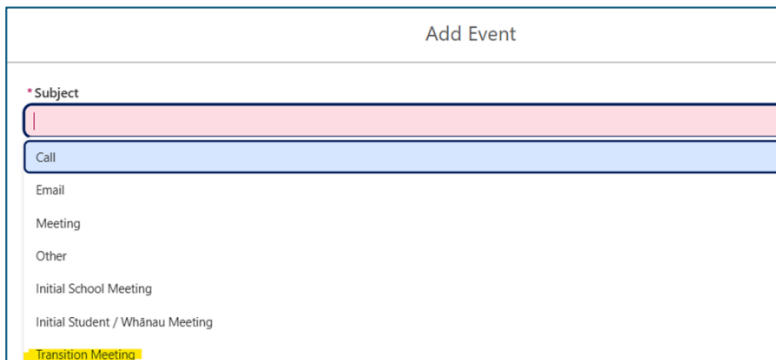 Add Event
*Subject
Call
Email
Meeting
Other
Initial School Meeting
Initial Student / Whānau Meeting
Transition Meeting